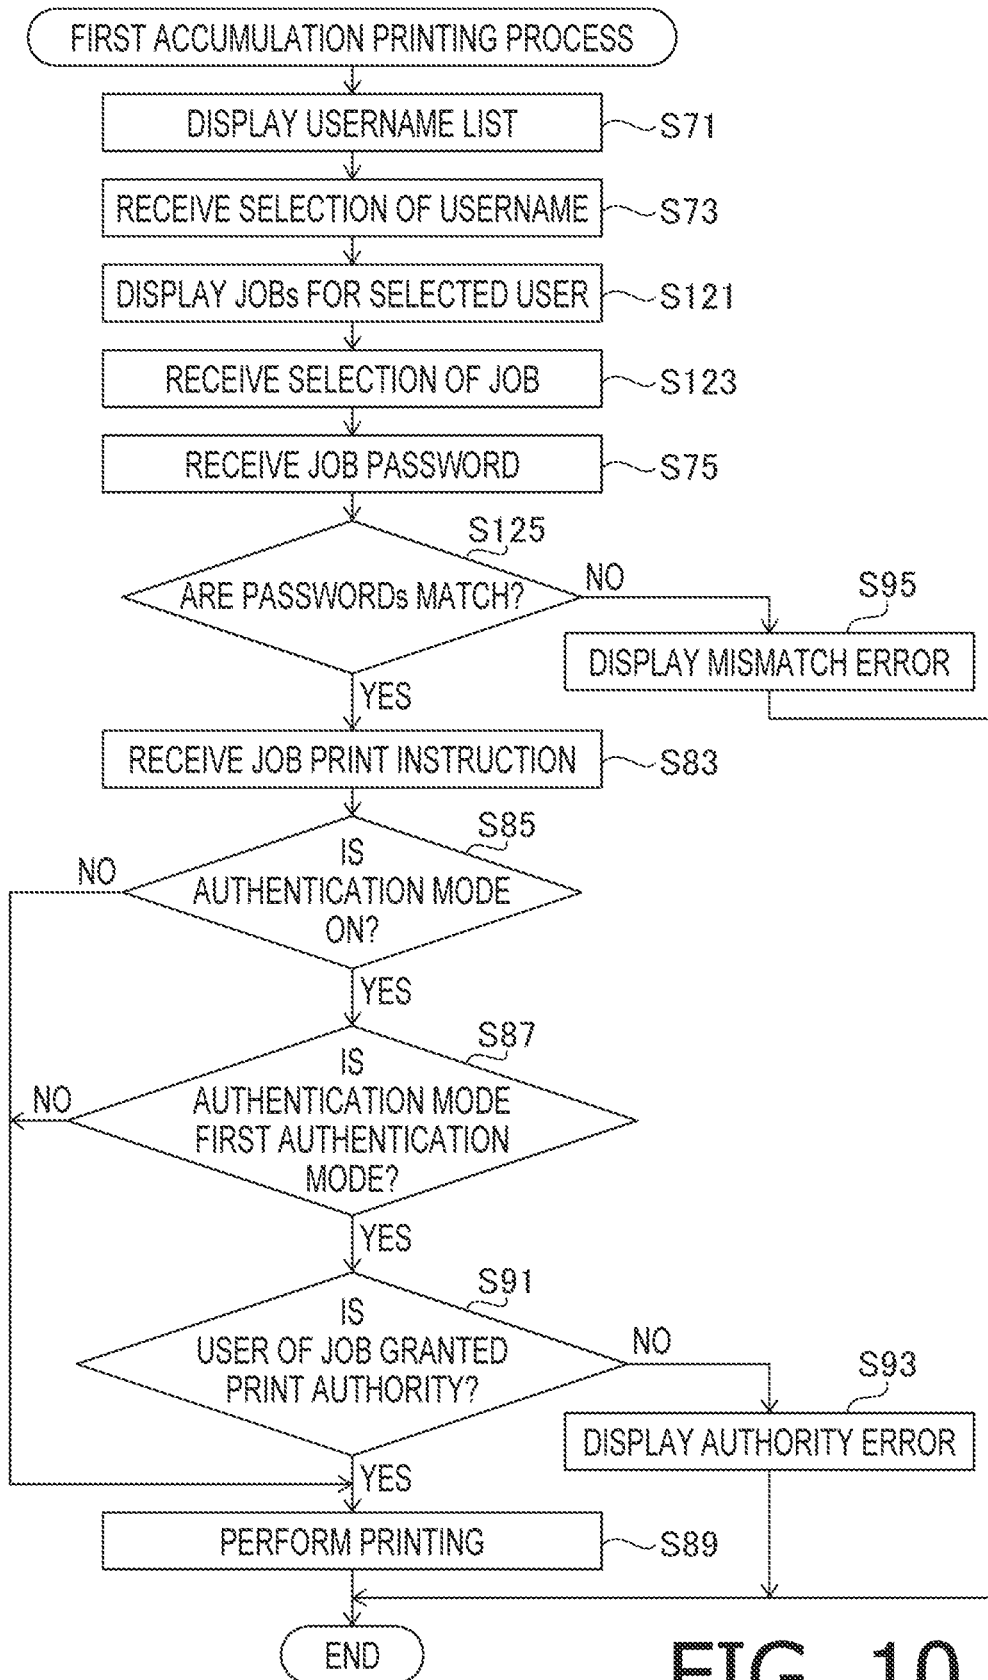 FIRST ACCUMULATION PRINTING PROCESS
DISPLAY USERNAME LIST
S71
RECEIVE SELECTION OF USERNAME
S73
DISPLAY JOBs FOR SELECTED USER
S121
RECEIVE SELECTION OF JOB
S123
RECEIVE JOB PASSWORD
S75
S125
ARE PASSWORDs MATCH?
NO
S95
DISPLAY MISMATCH ERROR
YES
RECEIVE JOB PRINT INSTRUCTION
S83
S85
IS
AUTHENTICATION MODE
ON?
NO
YES
S87
IS
AUTHENTICATION MODE
FIRST AUTHENTICATION
MODE?
NO
YES
S91
IS
USER OF JOB GRANTED
PRINT AUTHORITY?
NO
S93
DISPLAY AUTHORITY ERROR
YES
PERFORM PRINTING
S89
END
FIG. 10